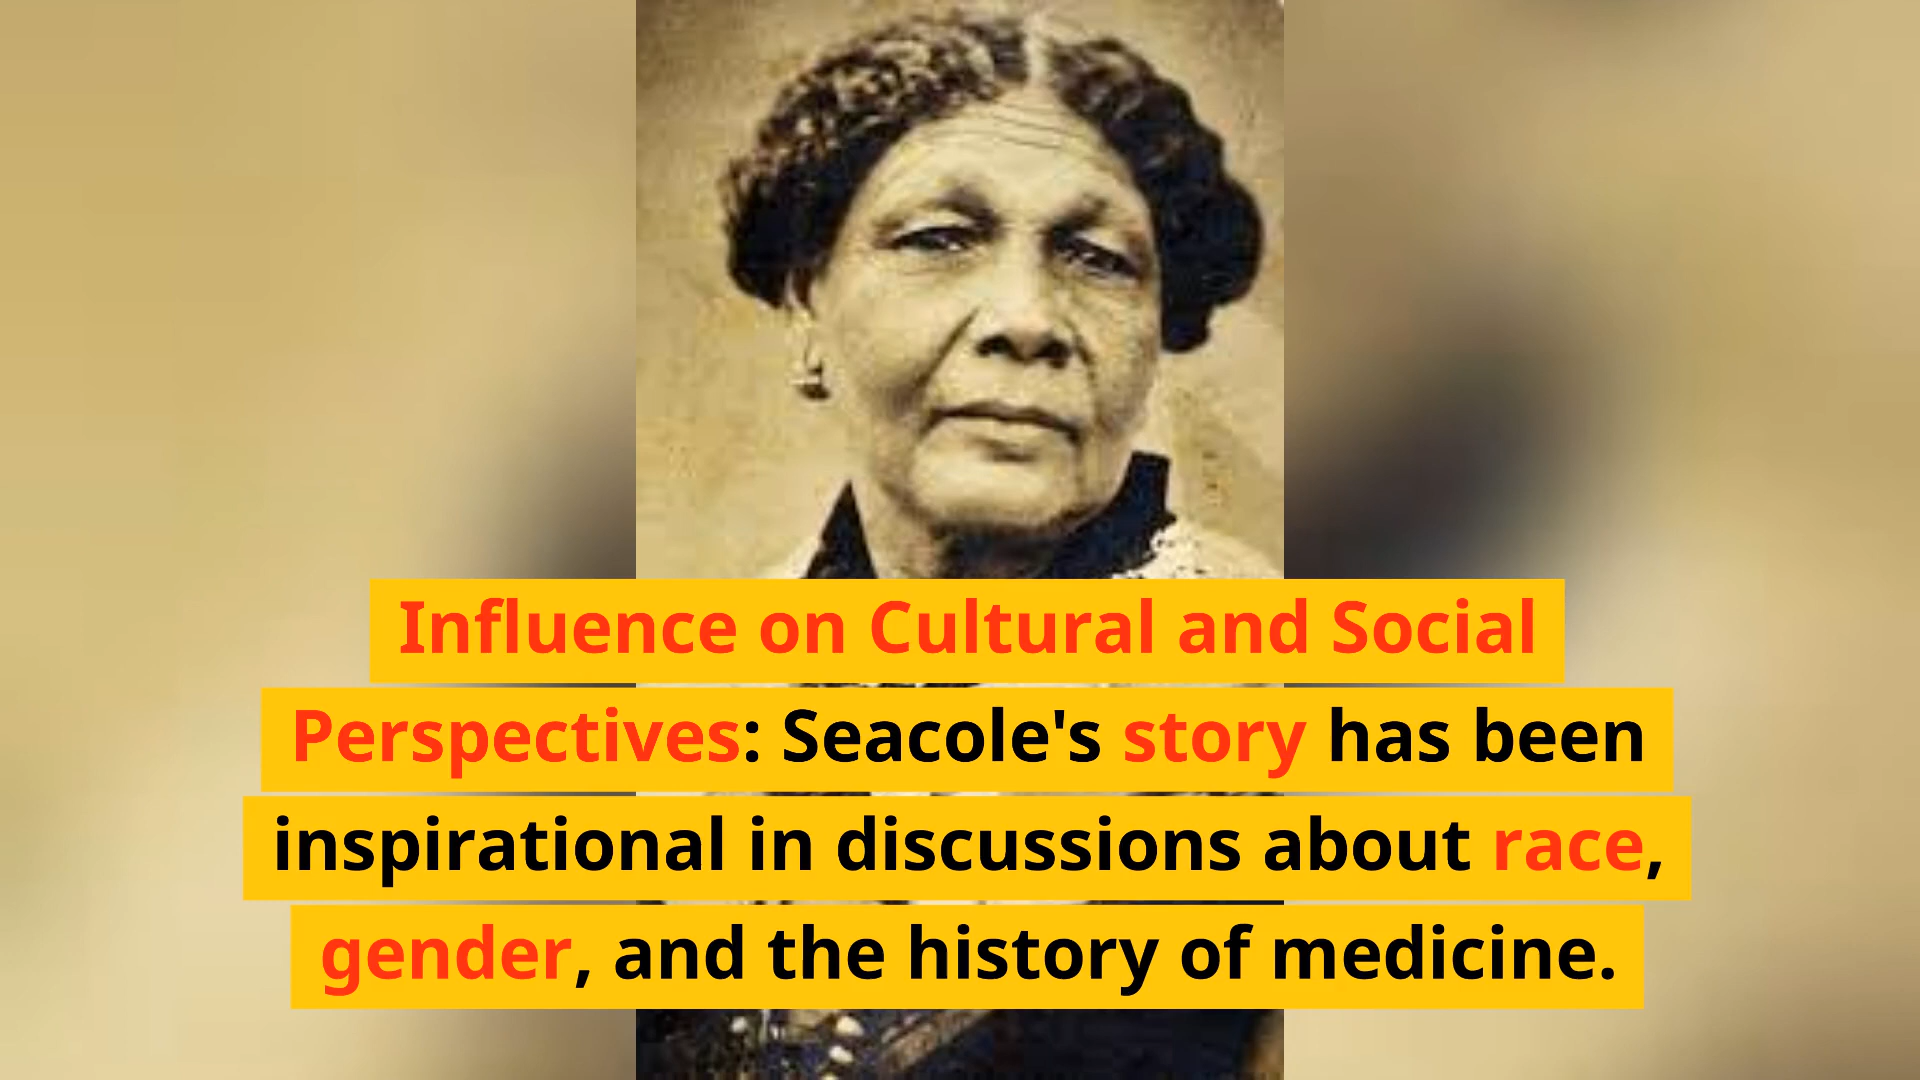 Influence on Cultural and Social
Perspectives: Seacole's story has been
inspirational in discussions about race,
gender, and the history of medicine.